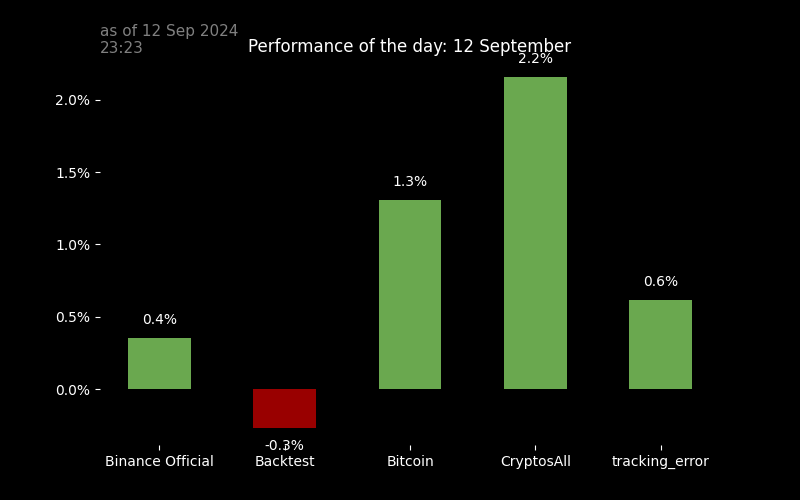 as of 12 Sep 2024
23:23
Performance of the day: 12 September
2.2%
2.0%
1.5%
1.3%
1.0%
0.6%
0.5%
0.4%
0.0%
-0.3%
Binance Official
Backtest
Bitcoin
CryptosAll
tracking_error